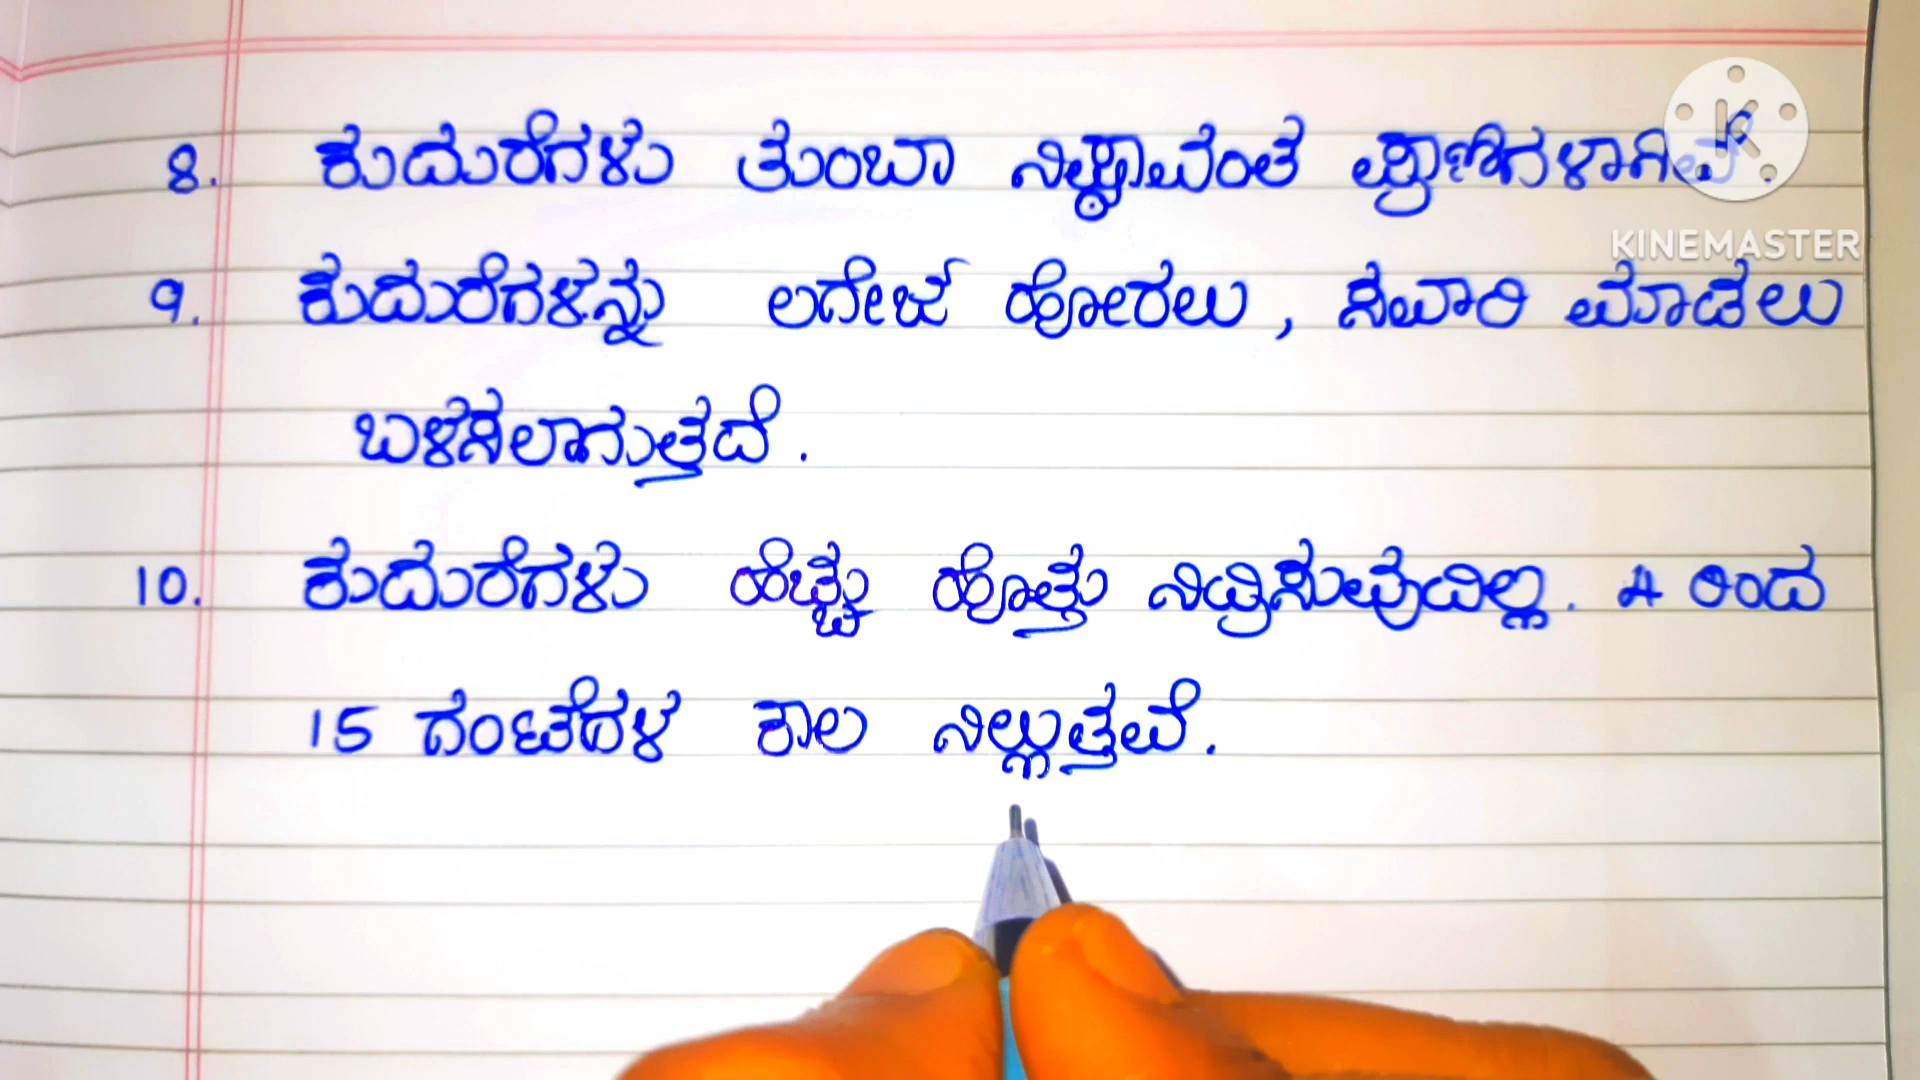 8. ಕುದುರೆಗಳು ತುಂಬಾ ನಿಷ್ಠಾವಂತ ಪ್ರಾಣಿಗಳಾಗಿವೆ.
KINEMASTER
9. ಕುದುರೆಗಳನ್ನು ಲಗೇಜ್ ಹೋರಲು, ಸವಾರಿ ಮಾಡಲು
ಬಳಸಲಾಗುತ್ತದೆ.
10. ಕುದುರೆಗಳು ಹೆಚ್ಚು ಹೊತ್ತು ನಿದ್ರಿಸುವುದಿಲ್ಲ. 4 ರಿಂದ
15 ಗಂಟೆಗಳ ಕಾಲ ನಿಲ್ಲುತ್ತವೆ.